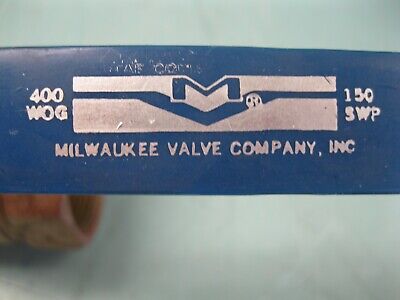 400 WOG
M ®
150 SWP
MILWAUKEE VALVE COMPANY, INC